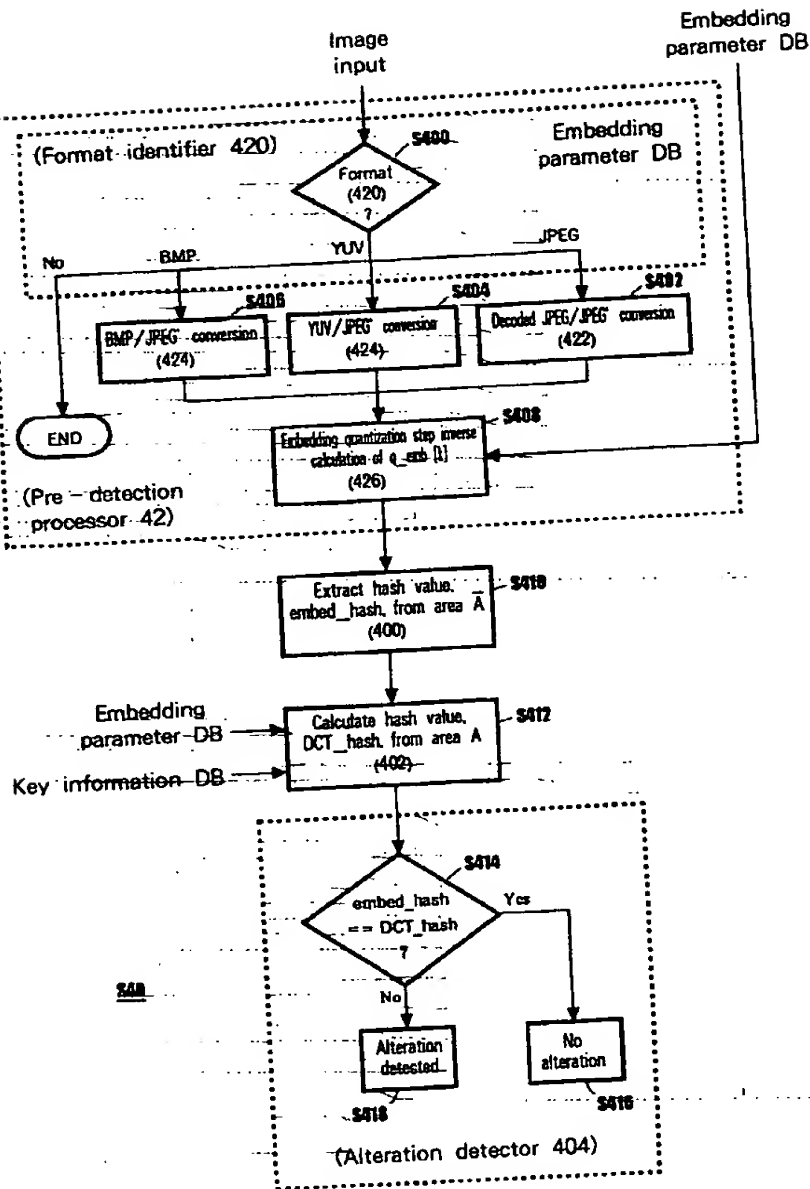 Image
input
Embedding
parameter DB
(Format identifier 420)
Embedding
parameter DB
S400
Format
(420)
?
No
BMP
YUV
JPEG
S406
BMP/JPEG conversion
(424)
S404
YUV/JPEG conversion
(424)
S402
Decoded JPEG/JPEG conversion
(422)
END
S408
Embedding quantization step inverse
calculation of q_emb [1]
(426)
(Pre-detection
processor 42)
S410
Extract hash value,
embed_hash, from area A̅
(400)
Embedding
parameter DB
Key information DB
S412
Calculate hash value,
DCT_hash, from area A
(402)
S414
embed_hash
== DCT_hash
?
Yes
No
S40
Alteration
detected
S418
No
alteration
S416
(Alteration detector 404)